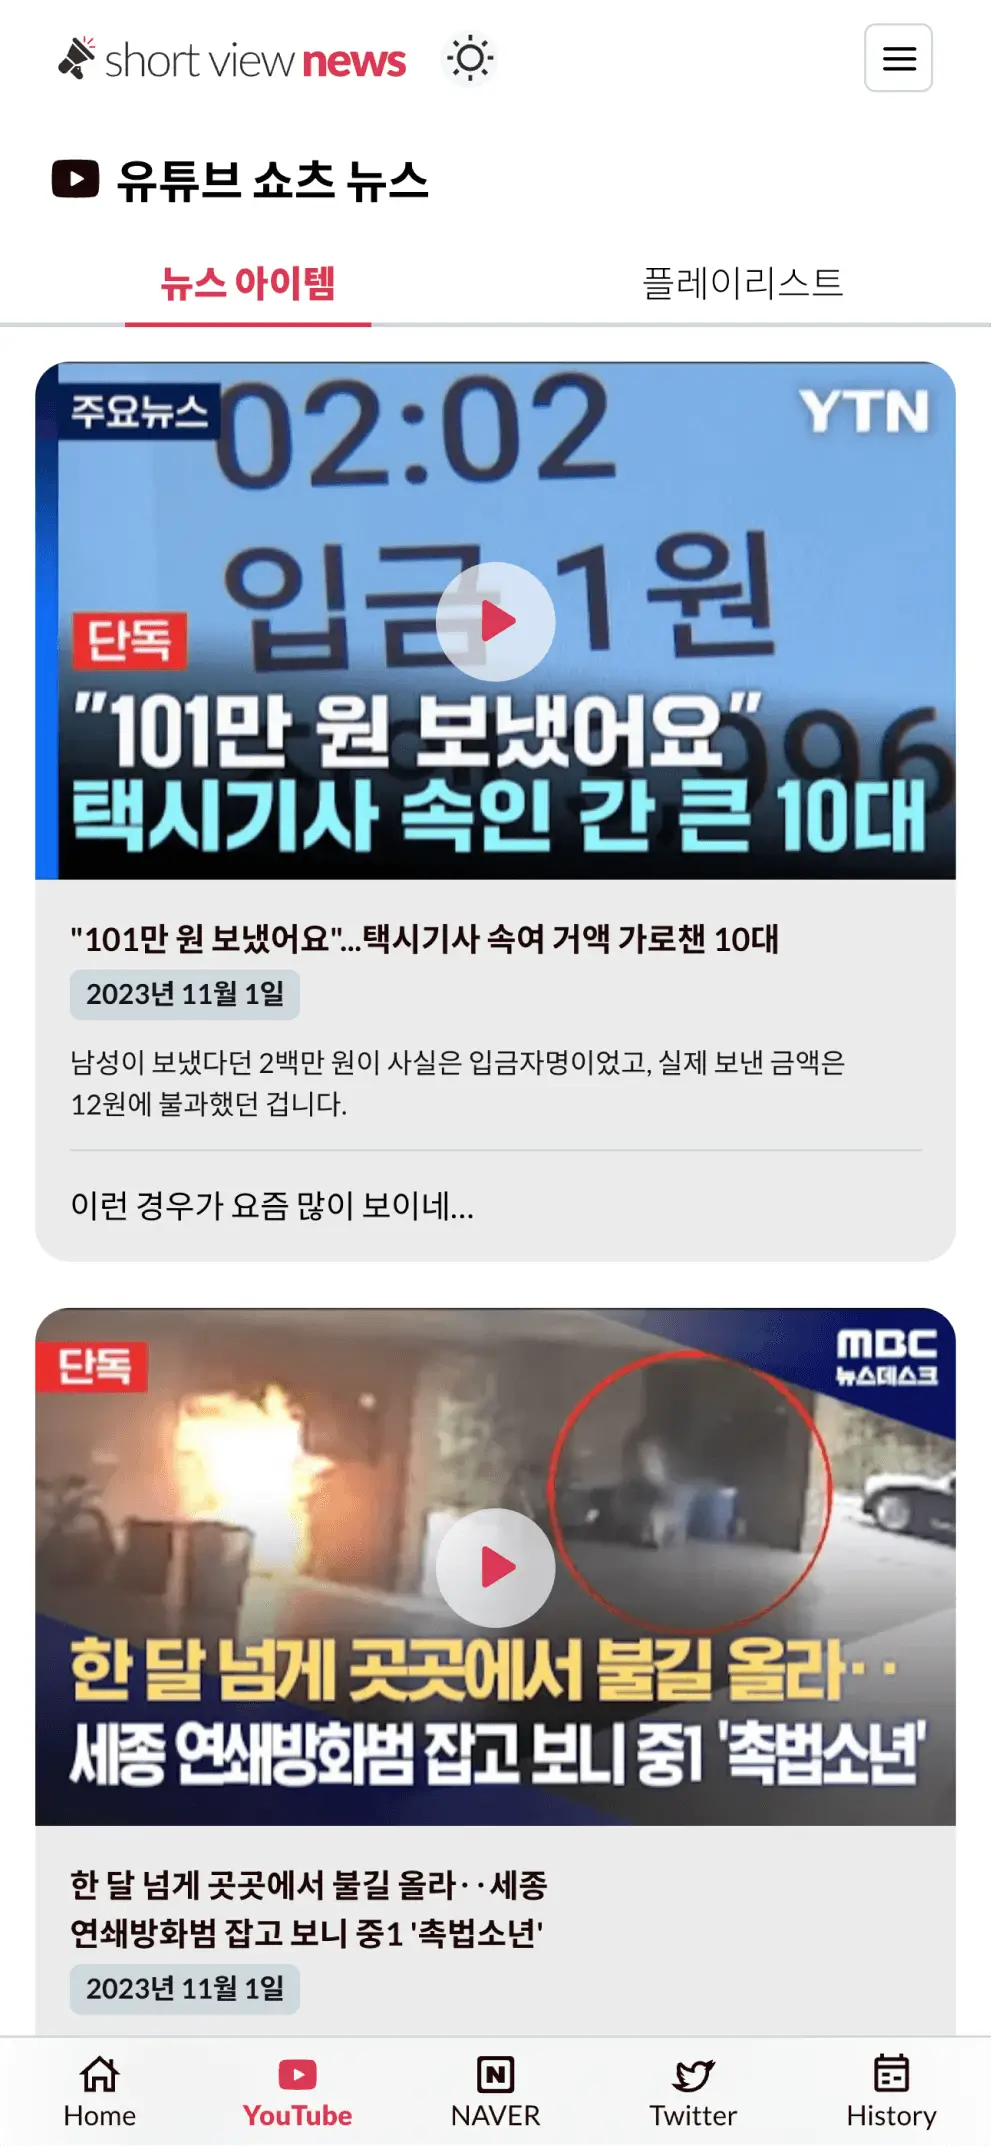 short view news
유튜브 쇼츠 뉴스
뉴스 아이템
플레이리스트
주요뉴스
02:02
YTN
입금 1원
단독
"101만 원 보냈어요"
택시기사 속인 간 큰 10대
"101만 원 보냈어요"...택시기사 속여 거액 가로챈 10대
2023년 11월 1일
남성이 보냈다던 2백만 원이 사실은 입금자명이었고, 실제 보낸 금액은
12원에 불과했던 겁니다.
이런 경우가 요즘 많이 보이네...
단독
MBC
뉴스데스크
한 달 넘게 곳곳에서 불길 올라‥
세종 연쇄방화범 잡고 보니 중1 '촉법소년'
한 달 넘게 곳곳에서 불길 올라‥세종
연쇄방화범 잡고 보니 중1 '촉법소년'
2023년 11월 1일
Home
YouTube
NAVER
Twitter
History